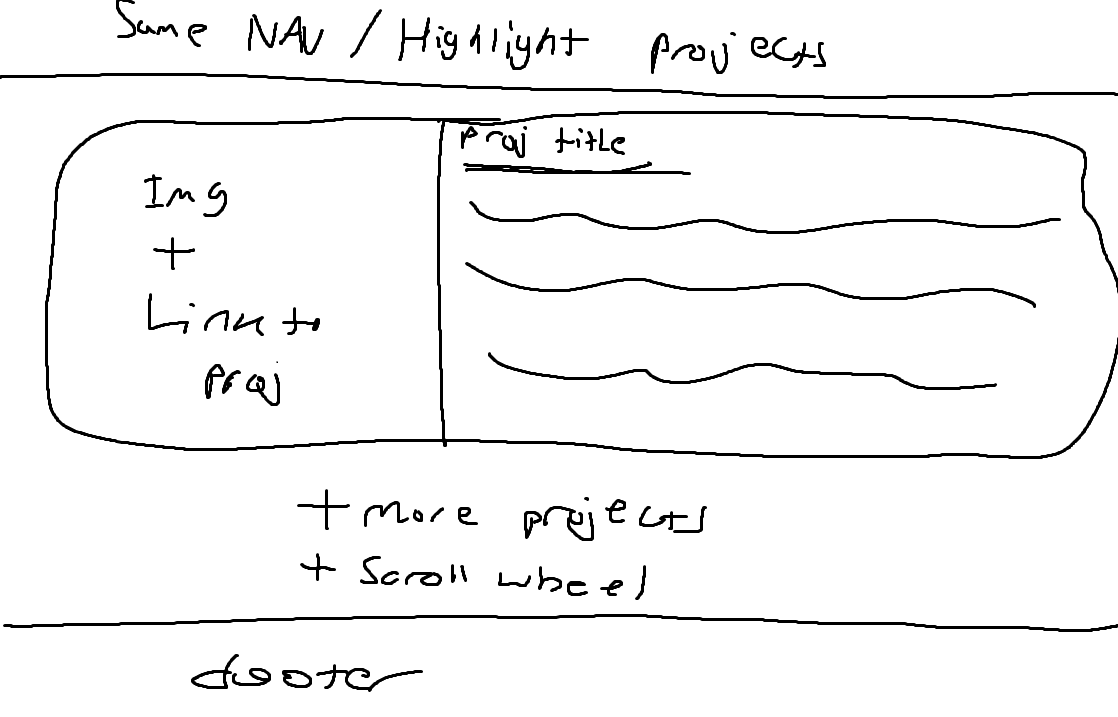 Same NAV / Highlight projects
Proj title
Img
+
Link to
Proj
+ more projects
+ Scroll wheel
footer